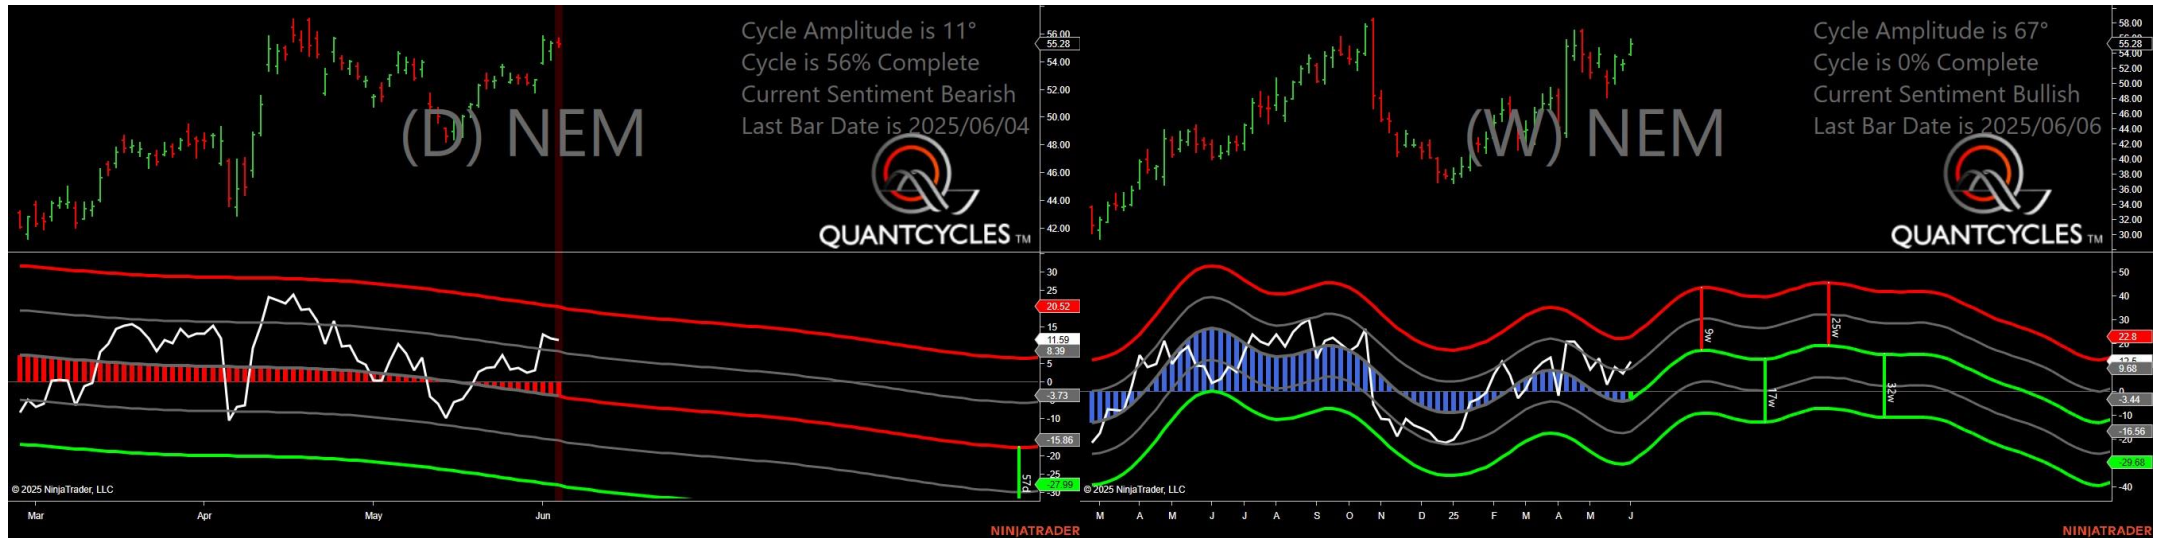 Cycle Amplitude is 11°
Cycle is 56% Complete
Current Sentiment Bearish
Last Bar Date is 2025/06/04
(D) NEM
QUANTCYCLES TM
56.00
55.28
54.00
52.00
50.00
48.00
46.00
44.00
42.00
30
25
20.52
15
11.59
8.39
5
0
-3.73
-10
-15.86
-20
-25
-27.99
-30
57d
© 2025 NinjaTrader, LLC
Mar Apr May Jun
NINJATRADER
Cycle Amplitude is 67°
Cycle is 0% Complete
Current Sentiment Bullish
Last Bar Date is 2025/06/06
(W) NEM
QUANTCYCLES TM
58.00
55.28
54.00
52.00
50.00
48.00
46.00
44.00
42.00
40.00
38.00
36.00
34.00
32.00
30.00
50
40
30
22.8
20
9.68
0
-3.44
-10
-16.56
-20
-29.68
-40
9w
25w
17w
32w
© 2025 NinjaTrader, LLC
M A M J J A S O N D 25 F M A M J
NINJATRADER